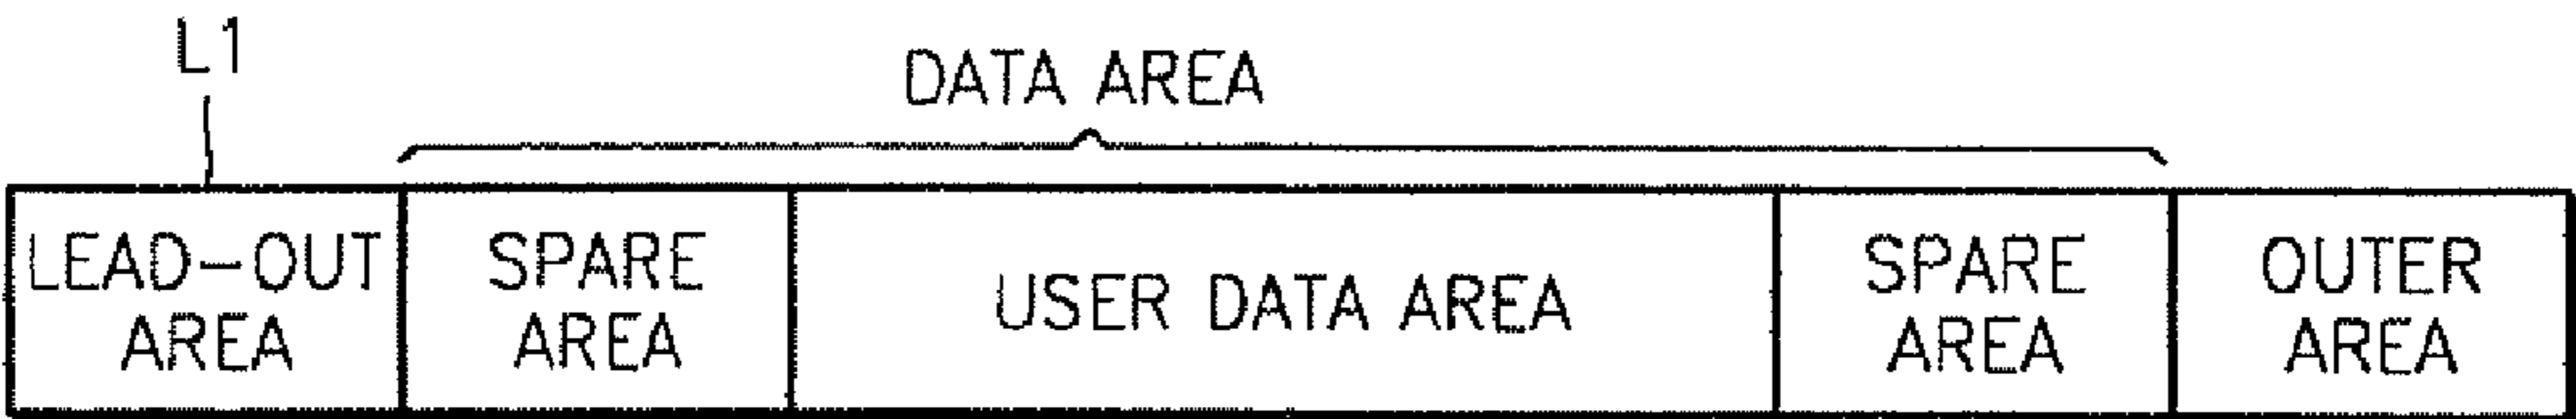 L1
DATA AREA
LEAD-OUT
AREA
SPARE
AREA
USER DATA AREA
SPARE
AREA
OUTER
AREA